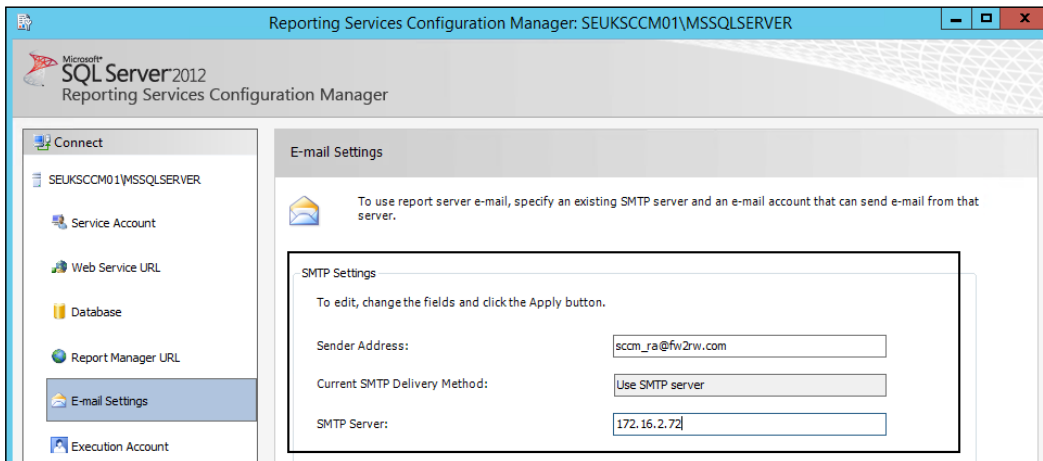 Reporting Services Configuration Manager: SEUKSCCM01\MSSQLSERVER
Microsoft®
SQL Server 2012
Reporting Services Configuration Manager
Connect
SEUKSCCM01\MSSQLSERVER
Service Account
Web Service URL
Database
Report Manager URL
E-mail Settings
Execution Account
E-mail Settings
To use report server e-mail, specify an existing SMTP server and an e-mail account that can send e-mail from that
server.
SMTP Settings
To edit, change the fields and click the Apply button.
Sender Address: sccm_ra@fw2rw.com
Current SMTP Delivery Method: Use SMTP server
SMTP Server: 172.16.2.72